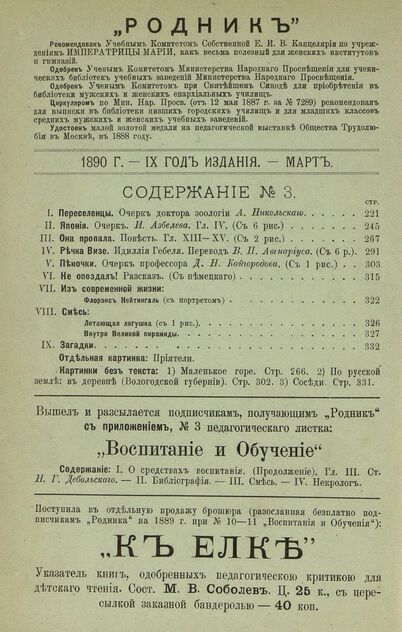 „РОДНИКЪ"
Рекомендованъ Ученымъ Комитетомъ Собственной Е. И. В. Канцеляріи по учре-
жденіямъ ИМПЕРАТРИЦЫ МАРІИ, какъ весьма полезный для женскихъ институтовъ
и гимназій.
Одобренъ Ученымъ Комитетомъ Министерства Народнаго Просвѣщенія для учени-
ческихъ библіотекъ учебныхъ заведеній Министерства Народнаго Просвѣщенія.
Одобренъ Ученымъ Комитетомъ при Святѣйшемъ Синодѣ для пріобрѣтенія въ
библіотеки мужскихъ и женскихъ епархіальныхъ училищъ.
Циркуляромъ по Мин. Нар. Просв. (отъ 12 мая 1887 г. за № 7289) рекомендованъ
для выписки въ библіотеки низшихъ городскихъ училищъ и для младшихъ классовъ
среднихъ мужскихъ и женскихъ учебныхъ заведеній.
Удостоенъ малой золотой медали на педагогической выставкѣ Общества Трудолю-
бія въ Москвѣ, въ 1888 году.
1890 Г. — IX ГОДЪ ИЗДАНІЯ. — МАРТЪ.
СОДЕРЖАНІЕ № 3.
СТР.
I. Переселенцы. Очеркъ доктора зоологіи А. Никольскаго. 221
II. Японія. Очеркъ. И. Азбелева. Гл. IV. (Съ 6 рис.) 245
III. Она пропала. Повѣсть. Гл. XIII—XV. (Съ 2 рис.) 267
IV. Рѣчка Визе. Идиллія Гебеля. Переводъ В. П. Авенаріуса. (Съ 6 р.). 291
V. Пѣночки. Очеркъ профессора Д. Н. Кайгородова. (Съ 1 рис.) 303
VI. Не опоздалъ! Разсказъ. (Съ нѣмецкаго) 315
VII. Изъ современной жизни:
Флоренсъ Нейтингаль (съ портретомъ) 322
VIII. Смѣсь:
Летающая лягушка (съ 1 рис.). 326
Внутри Великой пирамиды 327
IX. Загадки. 332
Отдѣльная картинка: Пріятели.
Картинки безъ текста: 1) Маленькое горе. Стр. 266. 2) По русской
землѣ: въ деревнѣ (Вологодской губерніи). Стр. 302. 3) Сосѣди. Стр. 331.
Вышелъ и разсылается подписчикамъ, получающимъ „Родникъ"
съ приложеніемъ, № 3 педагогическаго листка:
„Воспитаніе и Обученіе"
Содержаніе: I. О средствахъ воспитанія. (Продолженіе). Гл. III. Ст.
Н. Г. Дебольскаго. — II. Библіографія. — III. Смѣсь. — IV. Некрологъ.
Поступила въ отдѣльную продажу брошюра (разосланная безплатно под-
писчикамъ „Родника" на 1889 г. при № 10—11 „Воспитанія и Обученія"):
„КЪ ЕЛКѢ"
Указатель книгъ, одобренныхъ педагогическою критикою для
дѣтскаго чтенія. Сост. М. В. Соболевъ. Ц. 25 к., съ пере-
сылкой заказной бандеролью — 40 коп.